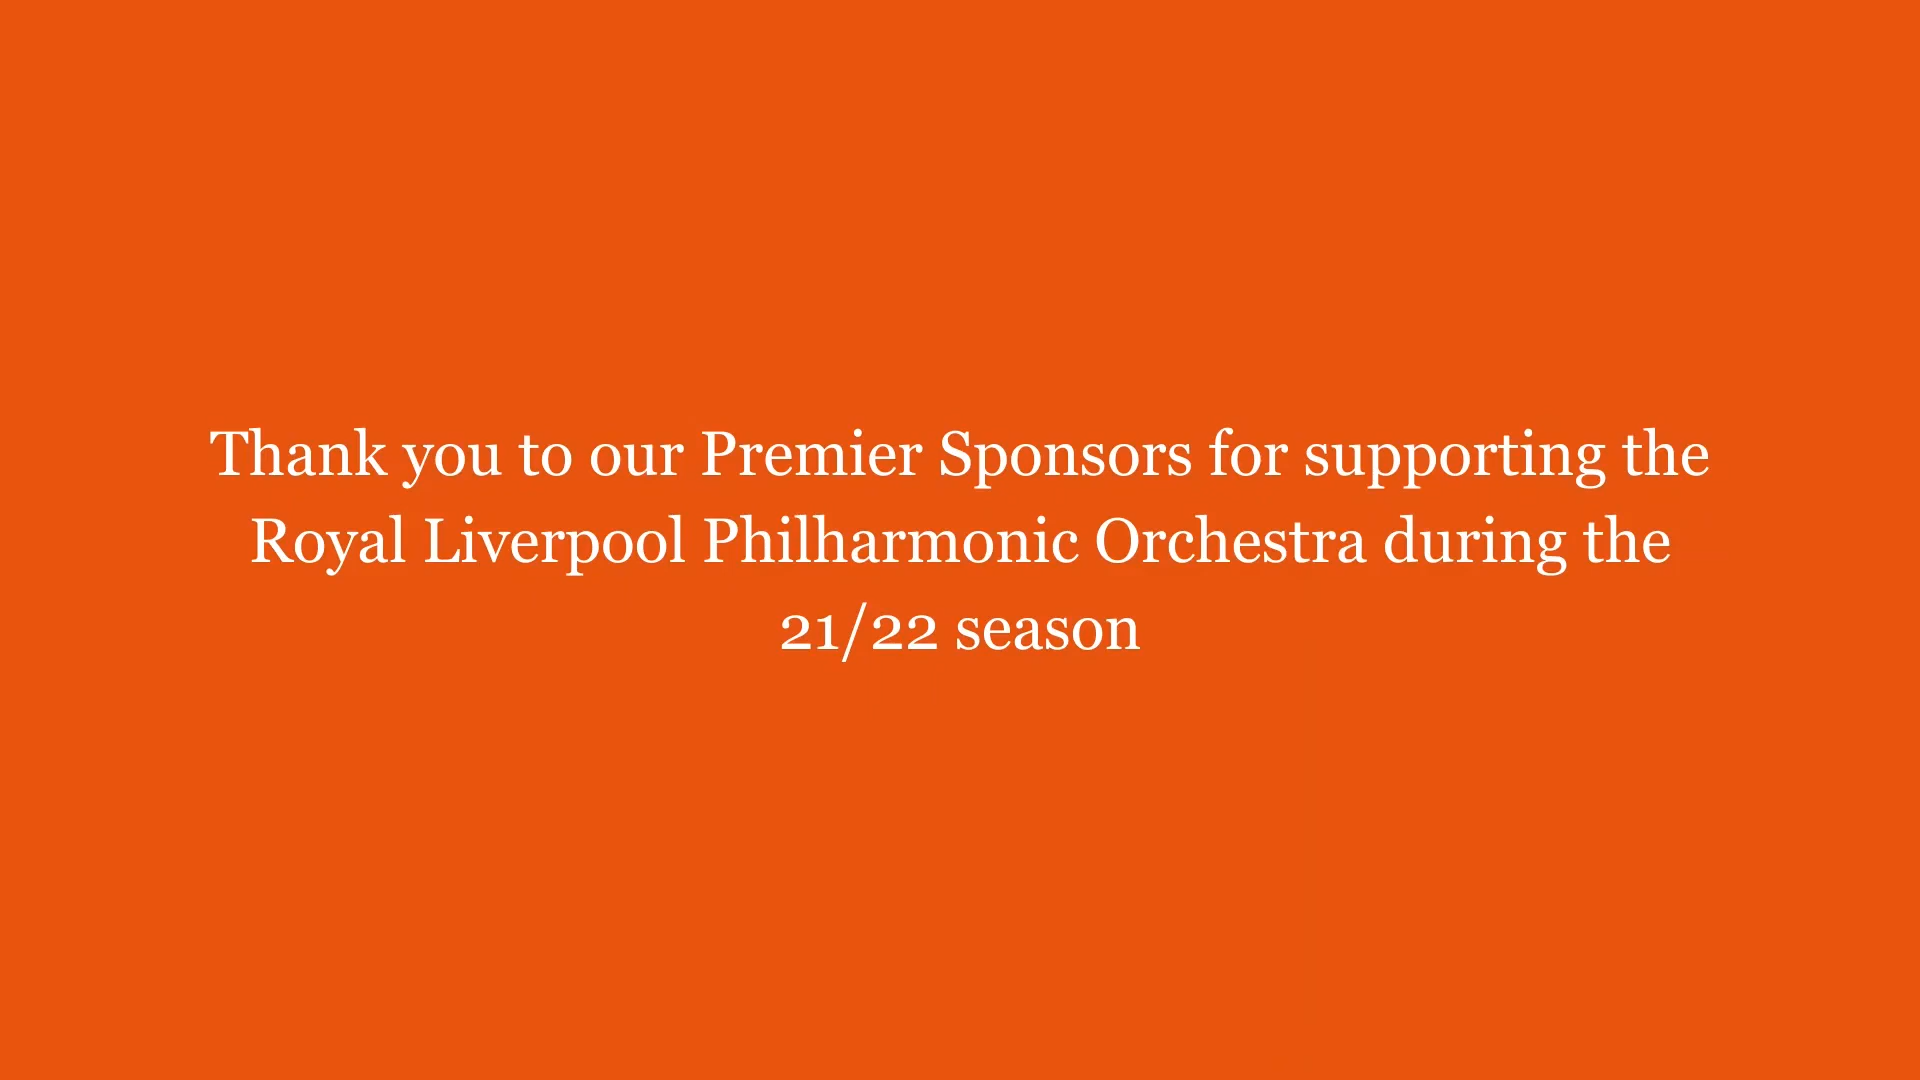 Thank you to our Premier Sponsors for supporting the
Royal Liverpool Philharmonic Orchestra during the
21/22 season